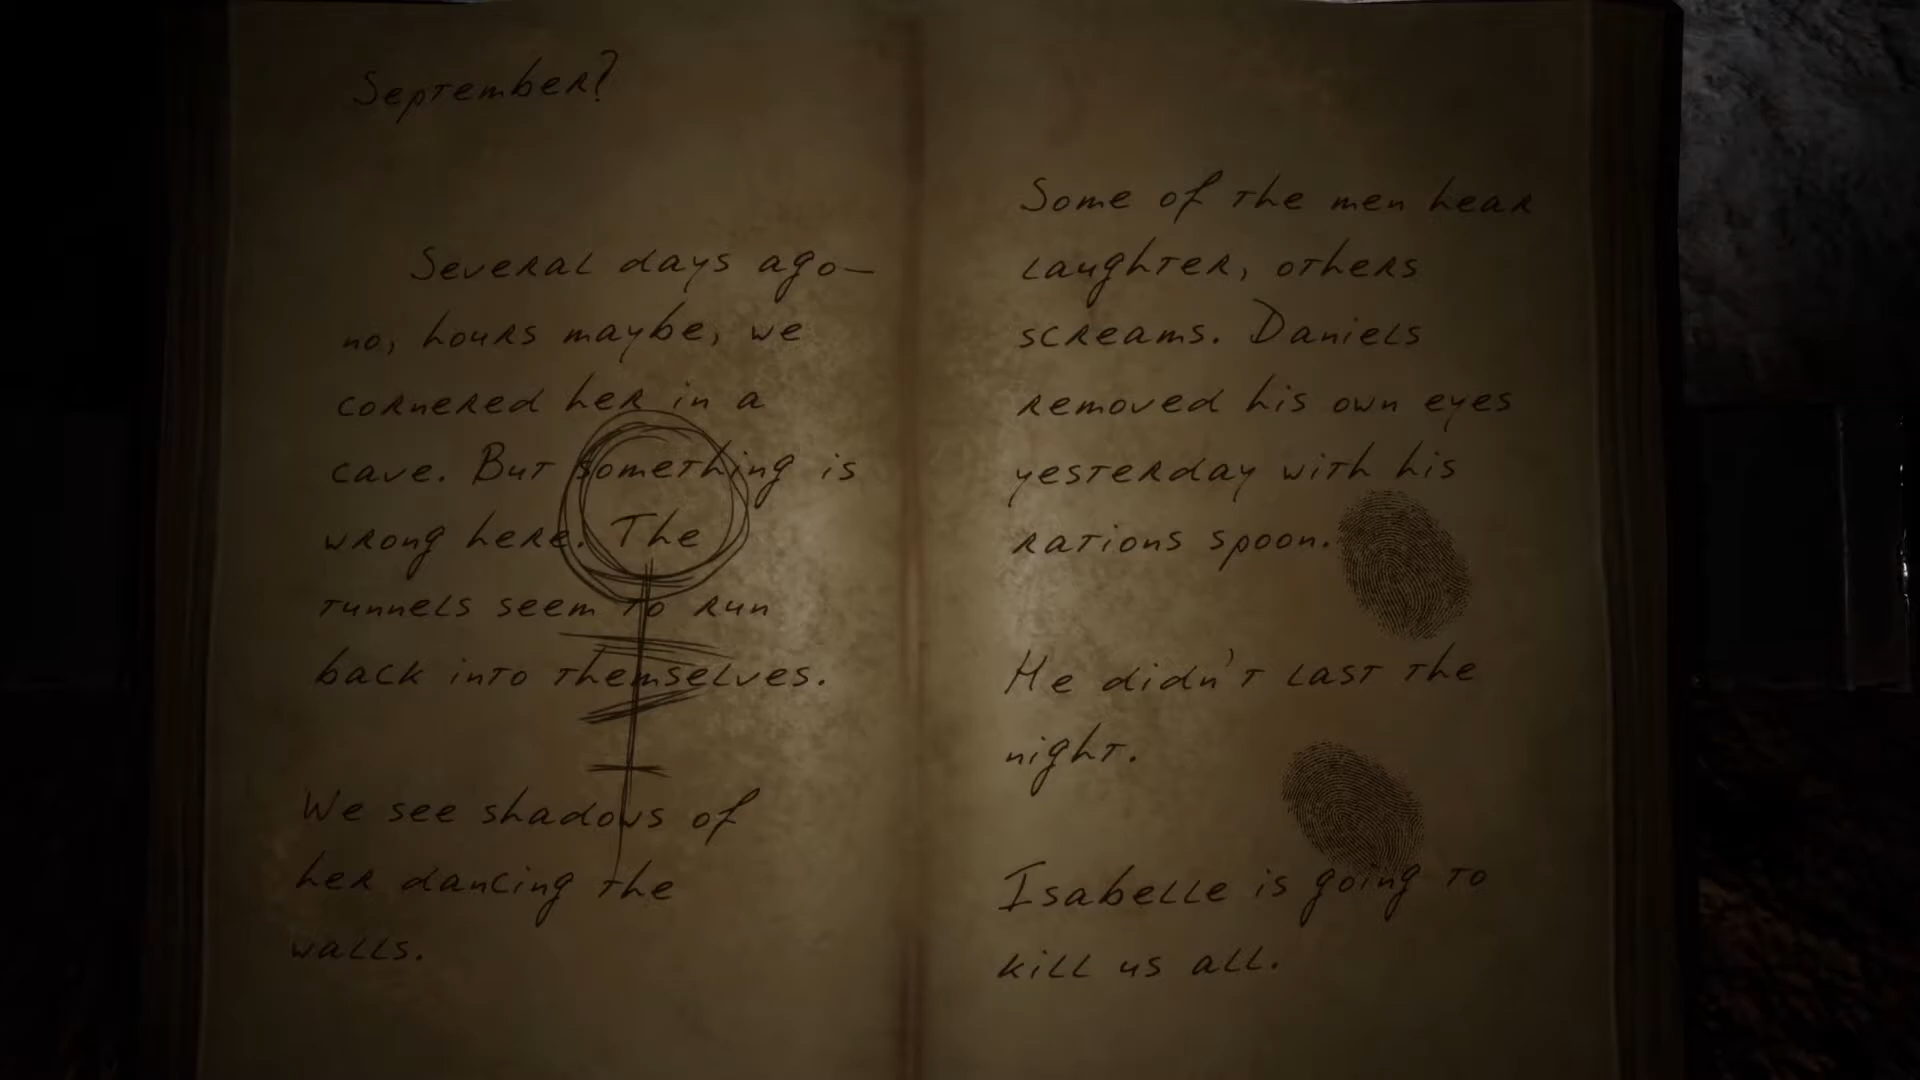 September?
Several days ago—
no, hours maybe, we
cornered her in a
cave. But something is
wrong here. The
tunnels seem to run
back into themselves.
We see shadows of
her dancing the
walls.
Some of the men hear
laughter, others
screams. Daniels
removed his own eyes
yesterday with his
rations spoon.
He didn't last the
night.
Isabelle is going to
kill us all.